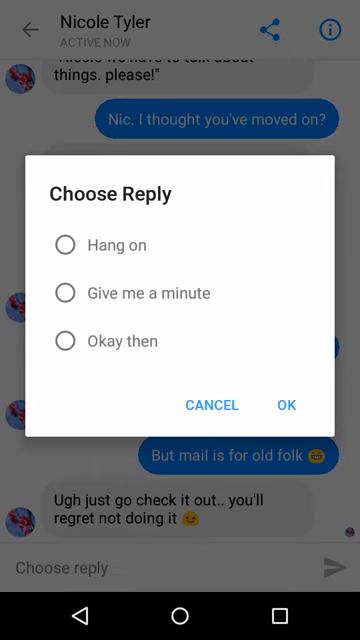 Nicole Tyler
ACTIVE NOW
"Nicole we have to talk about
things. please!"
Nic. I thought you've moved on?
Choose Reply
Hang on
Give me a minute
Okay then
CANCEL
OK
But mail is for old folk
Ugh just go check it out.. you'll
regret not doing it
Choose reply